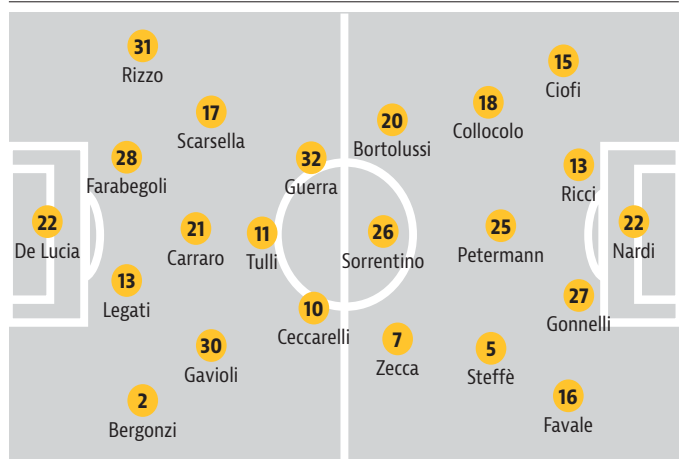 31
Rizzo
17
Scarsella
28
Farabegoli
32
Guerra
22
De Lucia
21
Carraro
11
Tulli
13
Legati
10
Ceccarelli
30
Gavioli
2
Bergonzi
15
Ciofi
18
Collocolo
20
Bortolussi
13
Ricci
26
Sorrentino
25
Petermann
22
Nardi
27
Gonnelli
7
Zecca
5
Steffè
16
Favale